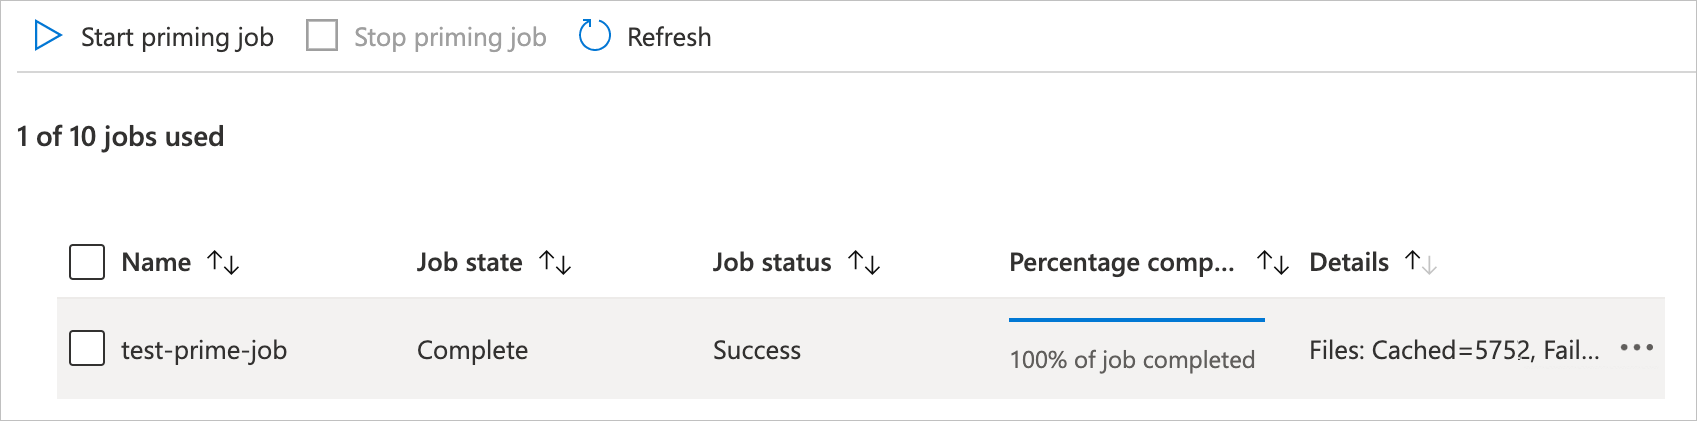 Start priming job Stop priming job Refresh
1 of 10 jobs used
Name Job state Job status Percentage comp... Details
test-prime-job Complete Success 100% of job completed Files: Cached=5752, Fail...